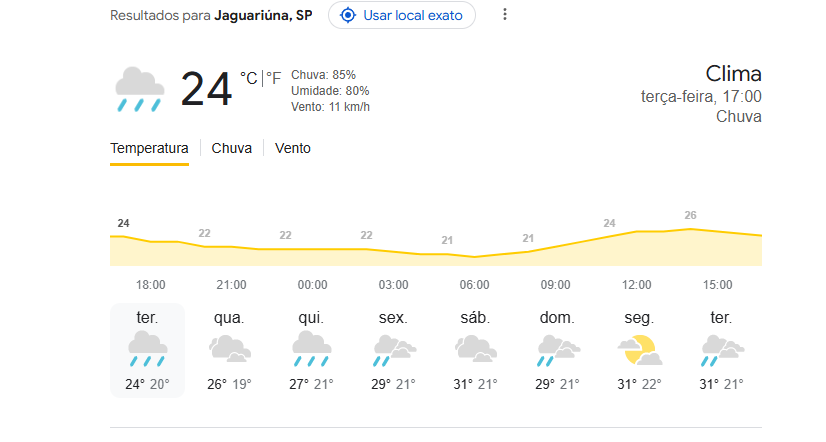 Resultados para Jaguariúna, SP
Usar local exato
24 °C | °F
Chuva: 85%
Umidade: 80%
Vento: 11 km/h
Clima
terça-feira, 17:00
Chuva
Temperatura Chuva Vento
24 22 22 22 21 21 24 26
18:00 21:00 00:00 03:00 06:00 09:00 12:00 15:00
ter. qua. qui. sex. sáb. dom. seg. ter.
24° 20° 26° 19° 27° 21° 29° 21° 31° 21° 29° 21° 31° 22° 31° 21°